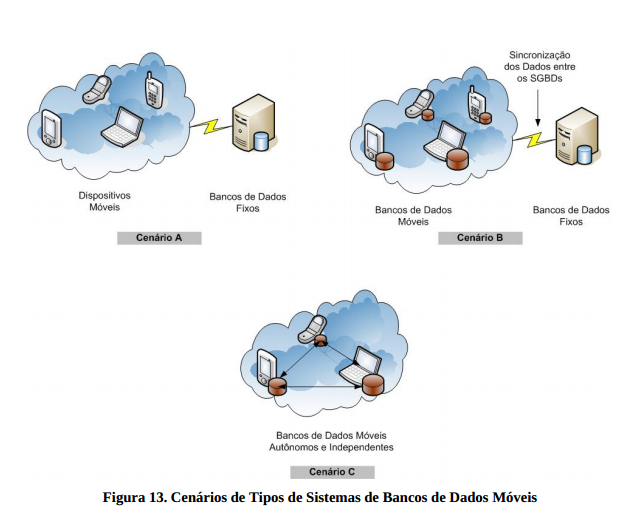 Sincronização
dos Dados entre
os SGBDs
Dispositivos
Móveis
Bancos de Dados
Fixos
Cenário A
Bancos de Dados
Móveis
Bancos de Dados
Fixos
Cenário B
Bancos de Dados Móveis
Autônomos e Independentes
Cenário C
Figura 13. Cenários de Tipos de Sistemas de Bancos de Dados Móveis